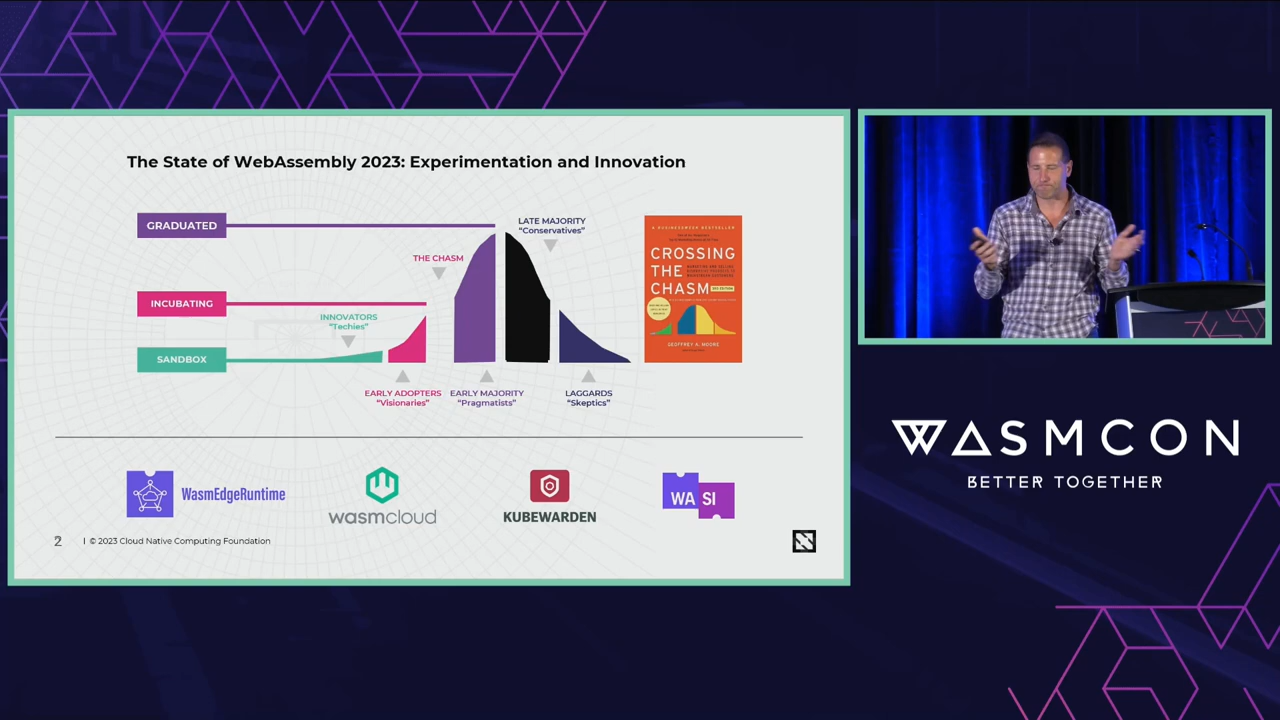 The State of WebAssembly 2023: Experimentation and Innovation
GRADUATED
LATE MAJORITY
“Conservatives”
THE CHASM
INCUBATING
INNOVATORS
“Techies”
SANDBOX
EARLY ADOPTERS
“Visionaries”
EARLY MAJORITY
“Pragmatists”
LAGGARDS
“Skeptics”
A BUSINESSWEEK BESTSELLER
CROSSING
THE
CHASM
GEOFFREY A. MOORE
WasmEdgeRuntime
wasmcloud
KUBEWARDEN
WA SI
2 | © 2023 Cloud Native Computing Foundation
WASMCON
BETTER TOGETHER